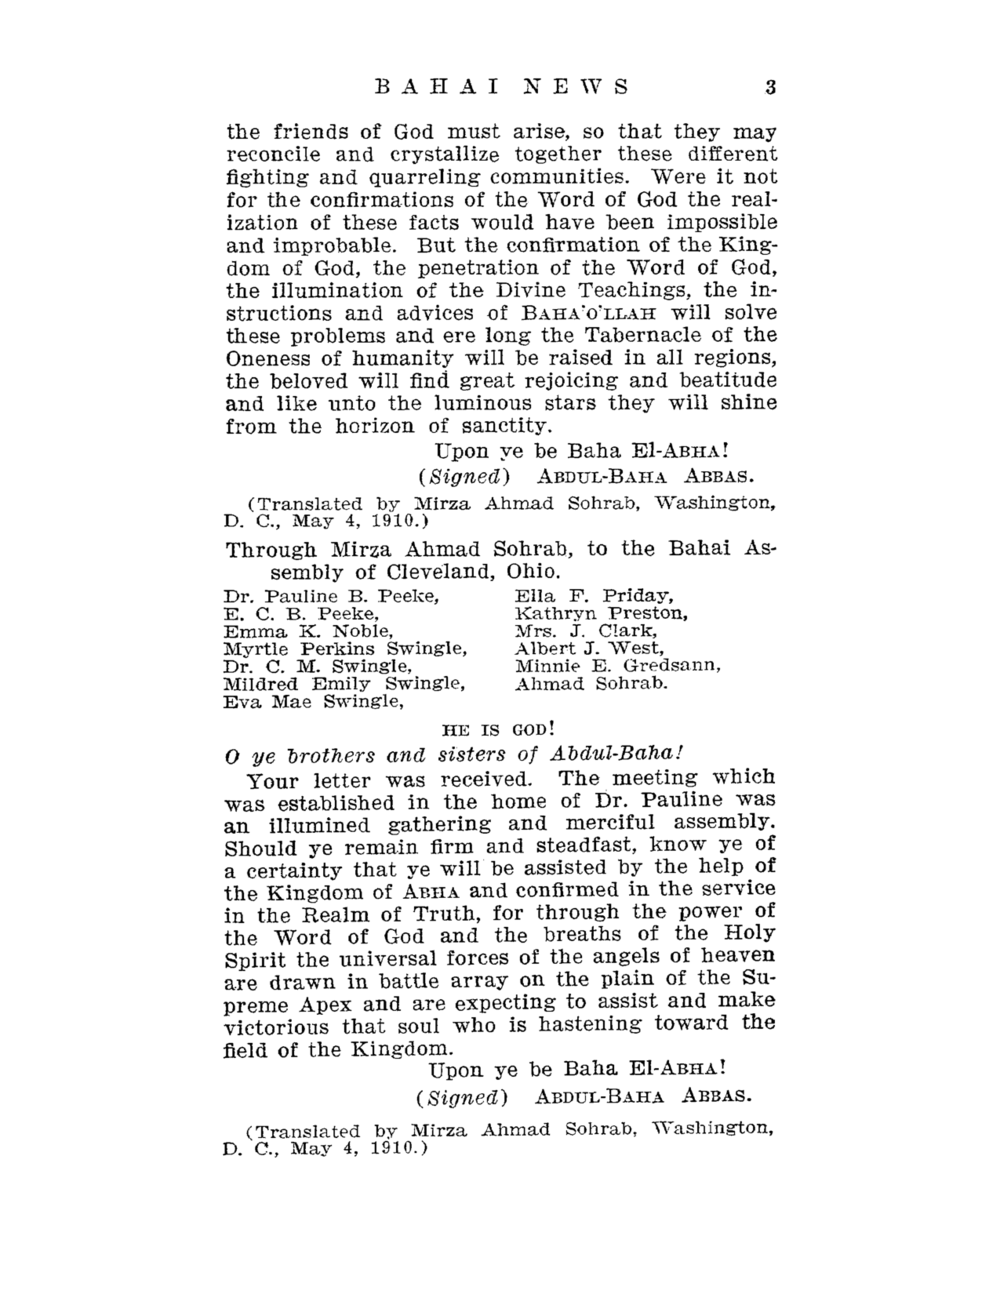 BAHAI NEWS 3
the friends of God must arise, so that they may
reconcile and crystallize together these different
fighting and quarreling communities. Were it not
for the confirmations of the Word of God the real-
ization of these facts would have been impossible
and improbable. But the confirmation of the King-
dom of God, the penetration of the Word of God,
the illumination of the Divine Teachings, the in-
structions and advices of BAHA'O'LLAH will solve
these problems and ere long the Tabernacle of the
Oneness of humanity will be raised in all regions,
the beloved will find great rejoicing and beatitude
and like unto the luminous stars they will shine
from the horizon of sanctity.
Upon ye be Baha El-ABHA!
(Signed) ABDUL-BAHA ABBAS.
(Translated by Mirza Ahmad Sohrab, Washington,
D. C., May 4, 1910.)
Through Mirza Ahmad Sohrab, to the Bahai As-
sembly of Cleveland, Ohio.
Dr. Pauline B. Peeke,
E. C. B. Peeke,
Emma K. Noble,
Myrtle Perkins Swingle,
Dr. C. M. Swingle,
Mildred Emily Swingle,
Eva Mae Swingle,
Ella F. Priday,
Kathryn Preston,
Mrs. J. Clark,
Albert J. West,
Minnie E. Gredsann,
Ahmad Sohrab.
HE IS GOD!
O ye brothers and sisters of Abdul-Baha!
Your letter was received. The meeting which
was established in the home of Dr. Pauline was
an illumined gathering and merciful assembly.
Should ye remain firm and steadfast, know ye of
a certainty that ye will be assisted by the help of
the Kingdom of ABHA and confirmed in the service
in the Realm of Truth, for through the power of
the Word of God and the breaths of the Holy
Spirit the universal forces of the angels of heaven
are drawn in battle array on the plain of the Su-
preme Apex and are expecting to assist and make
victorious that soul who is hastening toward the
field of the Kingdom.
Upon ye be Baha El-ABHA!
(Signed) ABDUL-BAHA ABBAS.
(Translated by Mirza Ahmad Sohrab, Washington,
D. C., May 4, 1910.)